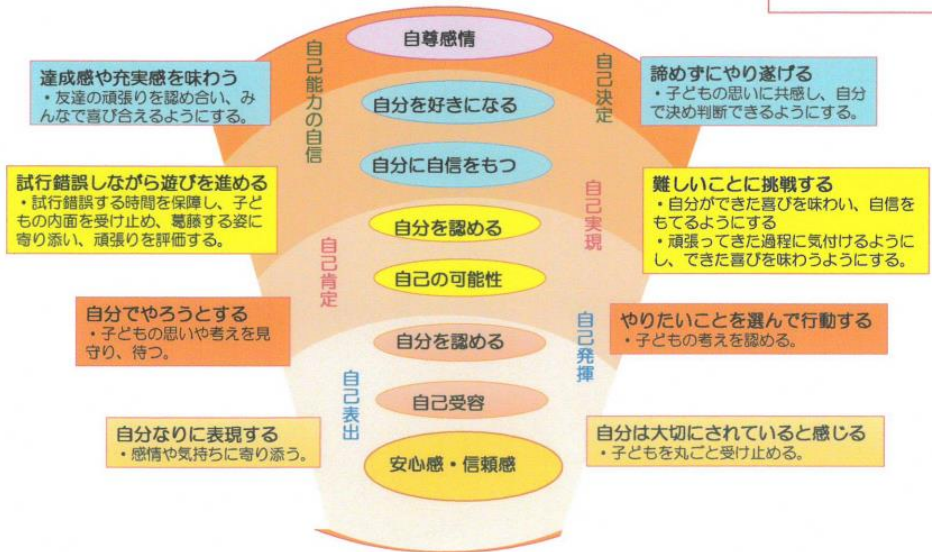 自尊感情
自己能力の自信
自己決定
達成感や充実感を味わう
・友達の頑張りを認め合い、み
んなで喜び合えるようにする。
自分を好きになる
諦めずにやり遂げる
・子どもの思いに共感し、自分
で決め判断できるようにする。
自分に自信をもつ
試行錯誤しながら遊びを進める
・試行錯誤する時間を保障し、子ど
もの内面を受け止め、葛藤する姿に
寄り添い、頑張りを評価する。
自分を認める
自己実現
難しいことに挑戦する
・自分ができた喜びを味わい、自信を
もてるようにする
・頑張ってきた過程に気付けるように
し、できた喜びを味わうようにする。
自己肯定
自己の可能性
自分でやろうとする
・子どもの思いや考えを見
守り、待つ。
自分を認める
自己発揮
やりたいことを選んで行動する
・子どもの考えを認める。
自己表出
自己受容
自分なりに表現する
・感情や気持ちに寄り添う。
安心感・信頼感
自分は大切にされていると感じる
・子どもを丸ごと受け止める。